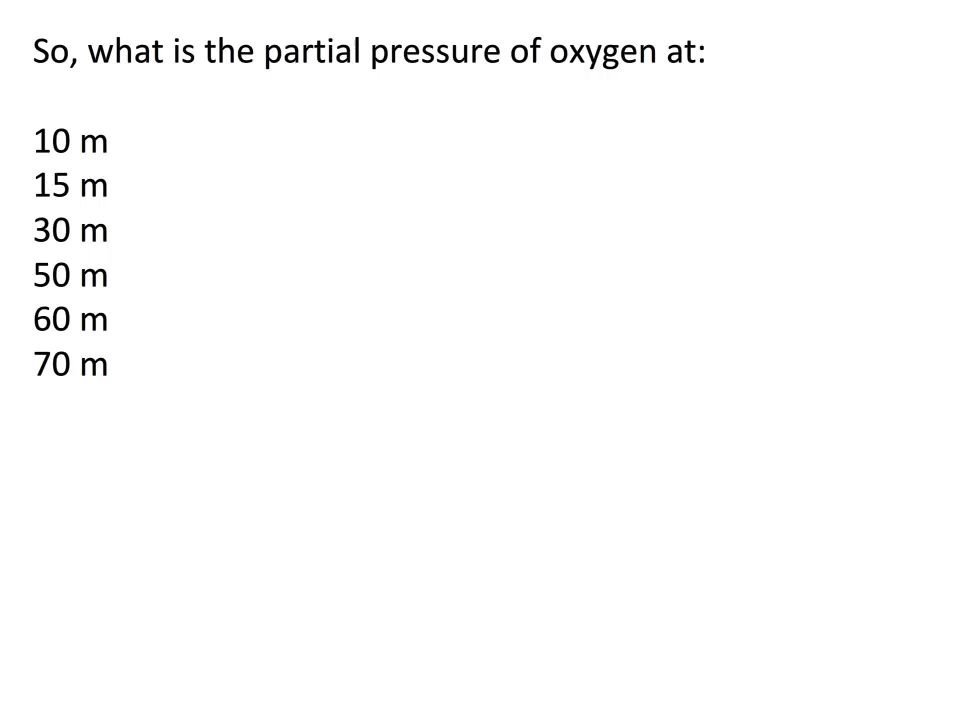 So, what is the partial pressure of oxygen at:
10 m
15 m
30 m
50 m
60 m
70 m